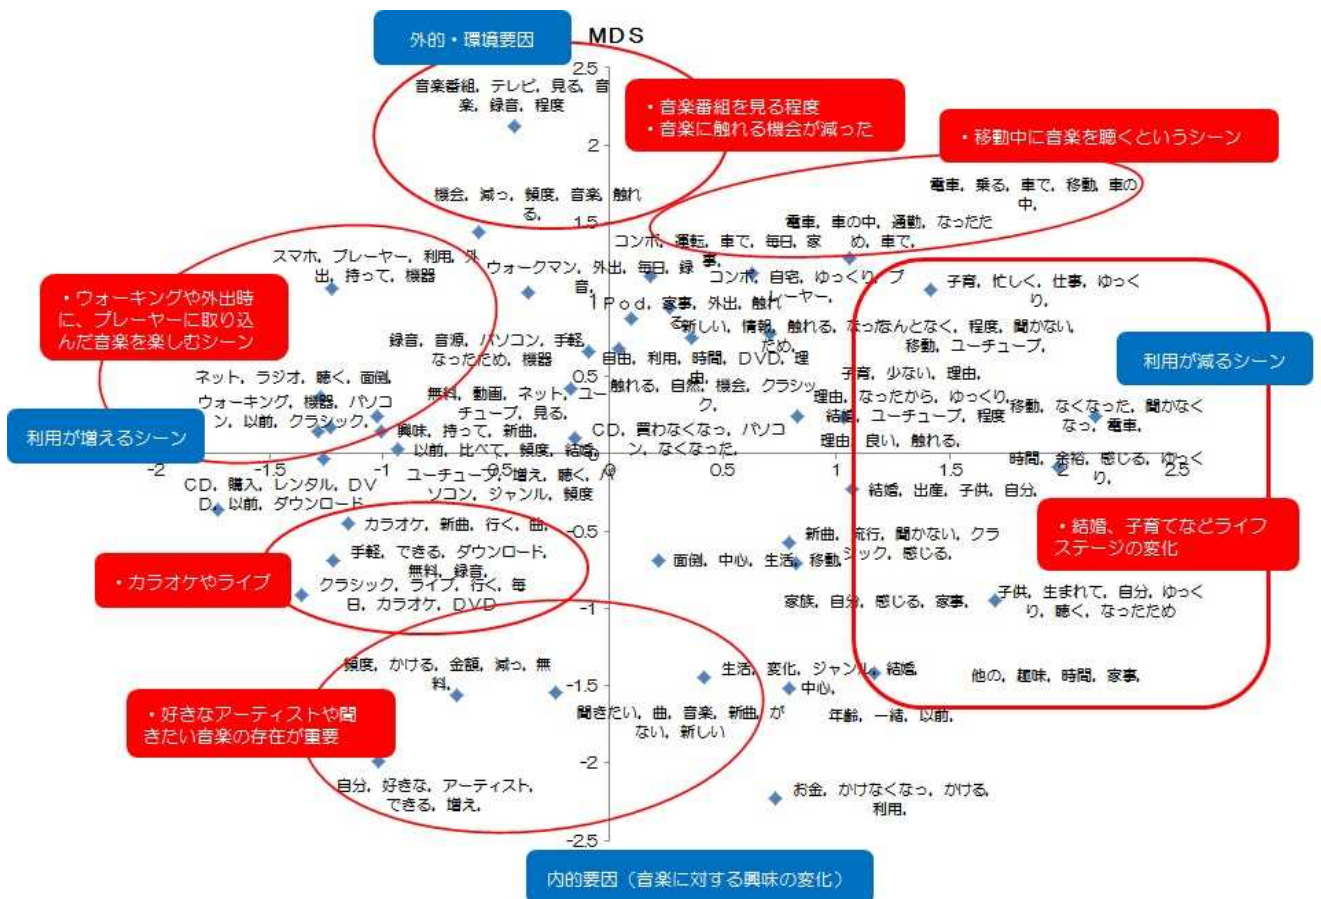 外的・環境要因
MDS
2.5
音楽番組，テレビ，見る，音
楽，録音，程度
・音楽番組を見る程度
・音楽に触れる機会が減った
・移動中に音楽を聴くというシーン
2
電車，乗る，車で，移動，車の
中，
機会，減っ，頻度，音楽，触れ
る，
1.5
電車，車の中，通勤，なったた
め，車で，
コンポ，運転，車で，毎日，家
事，
スマホ，プレーヤー，利用，外
出，持って，機器
ウォークマン，外出，毎日，録
音，
コンポ，自宅，ゆっくり，プ
レーヤー，
子育，忙しく，仕事，ゆっく
り，
・ウォーキングや外出時
に、プレーヤーに取り込
んだ音楽を楽しむシーン
1
ｉＰｏｄ，家事，外出，触れ
る，
新しい，情報，触れる，なった
ため，
なんとなく，程度，聞かない，
移動，ユーチューブ，
録音，音源，パソコン，手軽，
なったため，機器
自由，利用，時間，ＤＶＤ，理
由，
利用が減るシーン
0.5
ネット，ラジオ，聴く，面倒，
子育，少ない，理由，
無料，動画，ネット，ユー
チューブ，見る，
触れる，自然，機会，クラシッ
ク，
理由，なったから，ゆっくり，
結婚，ユーチューブ，程度
ウォーキング，機器，パソコ
ン，以前，クラシック，
移動，なくなった，聞かなく
なっ，電車，
利用が増えるシーン
興味，持って，新曲，
ＣＤ，買わなくなっ，パソコ
ン，なくなった，
理由，良い，触れる，
以前，比べて，頻度，結婚，
0
時間，余裕，感じる，ゆっく
り，
-2
-1.5
-1
-0.5
0
0.5
1
1.5
2
2.5
ユーチューブ，増え，聴く，パ
ソコン，ジャンル，頻度
ＣＤ，購入，レンタル，ＤＶ
Ｄ，以前，ダウンロード
結婚，出産，子供，自分，
-0.5
カラオケ，新曲，行く，曲，
新曲，流行，聞かない，クラ
シック，感じる，
・結婚、子育てなどライフ
ステージの変化
手軽，できる，ダウンロード，
無料，録音，
面倒，中心，生活，移動，
・カラオケやライブ
クラシック，ライブ，行く，毎
日，カラオケ，ＤＶＤ
-1
家族，自分，感じる，家事，
子供，生まれて，自分，ゆっく
り，聴く，なったため
頻度，かける，金額，減っ，無
料，
-1.5
生活，変化，ジャンル，結婚，
中心，
他の，趣味，時間，家事，
・好きなアーティストや聞
きたい音楽の存在が重要
聞きたい，曲，音楽，新曲，が
ない，新しい
年齢，一緒，以前，
-2
自分，好きな，アーティスト，
できる，増え，
お金，かけなくなっ，かける，
利用，
-2.5
内的要因（音楽に対する興味の変化）